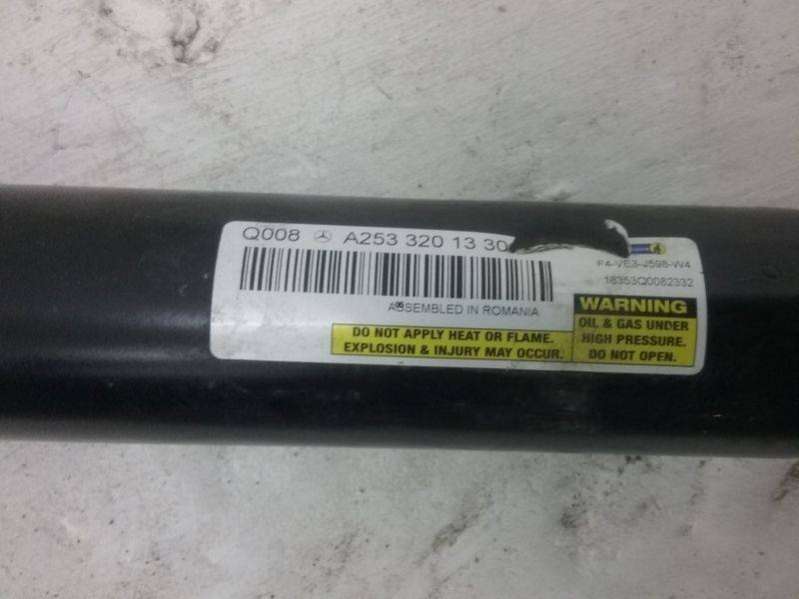 Q008 A253 320 13 30
F4-VE3-J598-W4
18353Q0082332
ASSEMBLED IN ROMANIA
DO NOT APPLY HEAT OR FLAME.
EXPLOSION & INJURY MAY OCCUR.
WARNING
OIL & GAS UNDER
HIGH PRESSURE.
DO NOT OPEN.